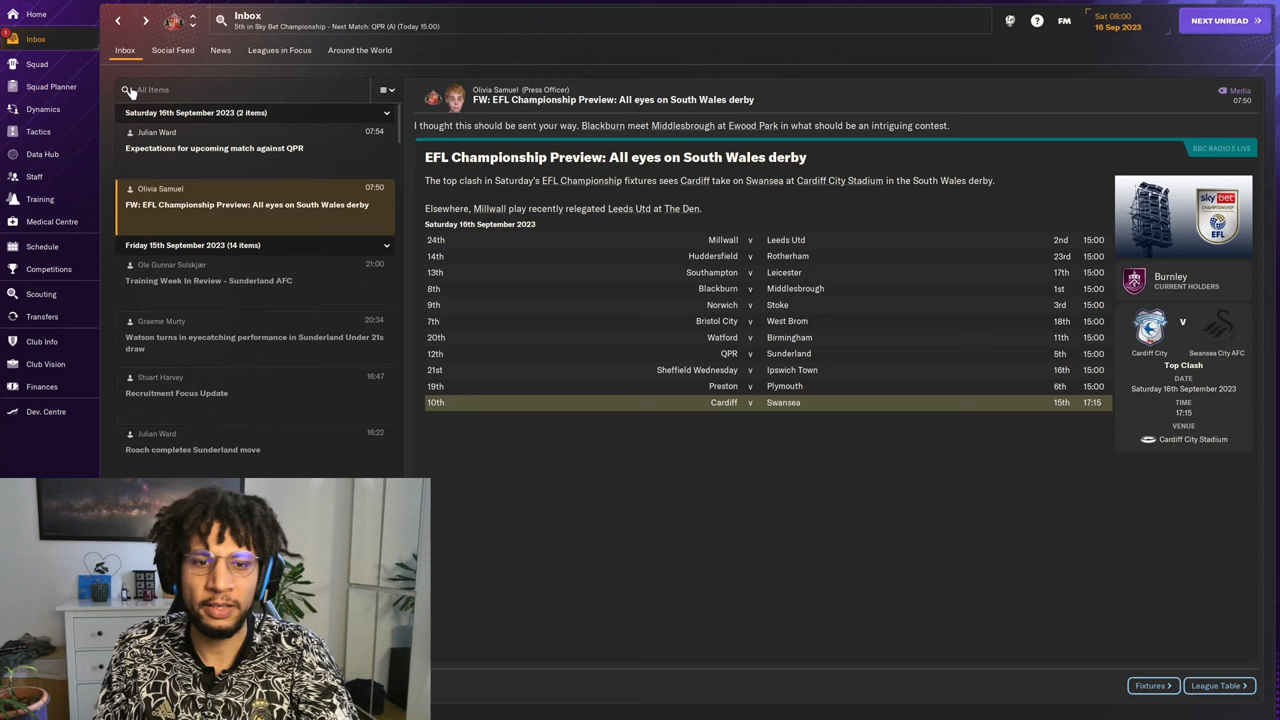 Home
Inbox
5th in Sky Bet Championship - Next Match: QPR (A) (Today 15:00)
FM
Sat 08:00
16 Sep 2023
NEXT UNREAD
1
Inbox
Squad
Squad Planner
Dynamics
Tactics
Data Hub
Staff
Training
Medical Centre
Schedule
Competitions
Scouting
Transfers
Club Info
Club Vision
Finances
Dev. Centre
Inbox
Social Feed
News
Leagues in Focus
Around the World
All Items
Saturday 16th September 2023 (2 items)
Julian Ward 07:54
Expectations for upcoming match against QPR
Olivia Samuel 07:50
FW: EFL Championship Preview: All eyes on South Wales derby
Friday 15th September 2023 (14 items)
Ole Gunnar Solskjær 21:00
Training Week In Review - Sunderland AFC
Graeme Murty 20:34
Watson turns in eyecatching performance in Sunderland Under 21s
draw
Stuart Harvey 16:47
Recruitment Focus Update
Julian Ward 16:22
Roach completes Sunderland move
Olivia Samuel (Press Officer)
FW: EFL Championship Preview: All eyes on South Wales derby
Media
07:50
I thought this should be sent your way. Blackburn meet Middlesbrough at Ewood Park in what should be an intriguing contest.
BBC RADIO 5 LIVE
EFL Championship Preview: All eyes on South Wales derby
The top clash in Saturday's EFL Championship fixtures sees Cardiff take on Swansea at Cardiff City Stadium in the South Wales derby.
Elsewhere, Millwall play recently relegated Leeds Utd at The Den.
Saturday 16th September 2023
24th Millwall v Leeds Utd 2nd 15:00
14th Huddersfield v Rotherham 23rd 15:00
13th Southampton v Leicester 17th 15:00
8th Blackburn v Middlesbrough 1st 15:00
9th Norwich v Stoke 3rd 15:00
7th Bristol City v West Brom 18th 15:00
20th Watford v Birmingham 11th 15:00
12th QPR v Sunderland 5th 15:00
21st Sheffield Wednesday v Ipswich Town 16th 15:00
19th Preston v Plymouth 6th 15:00
10th Cardiff v Swansea 15th 17:15
sky bet
CHAMPIONSHIP
EFL
Burnley
CURRENT HOLDERS
V
Cardiff City Swansea City AFC
Top Clash
DATE
Saturday 16th September 2023
TIME
17:15
VENUE
Cardiff City Stadium
Fixtures
League Table